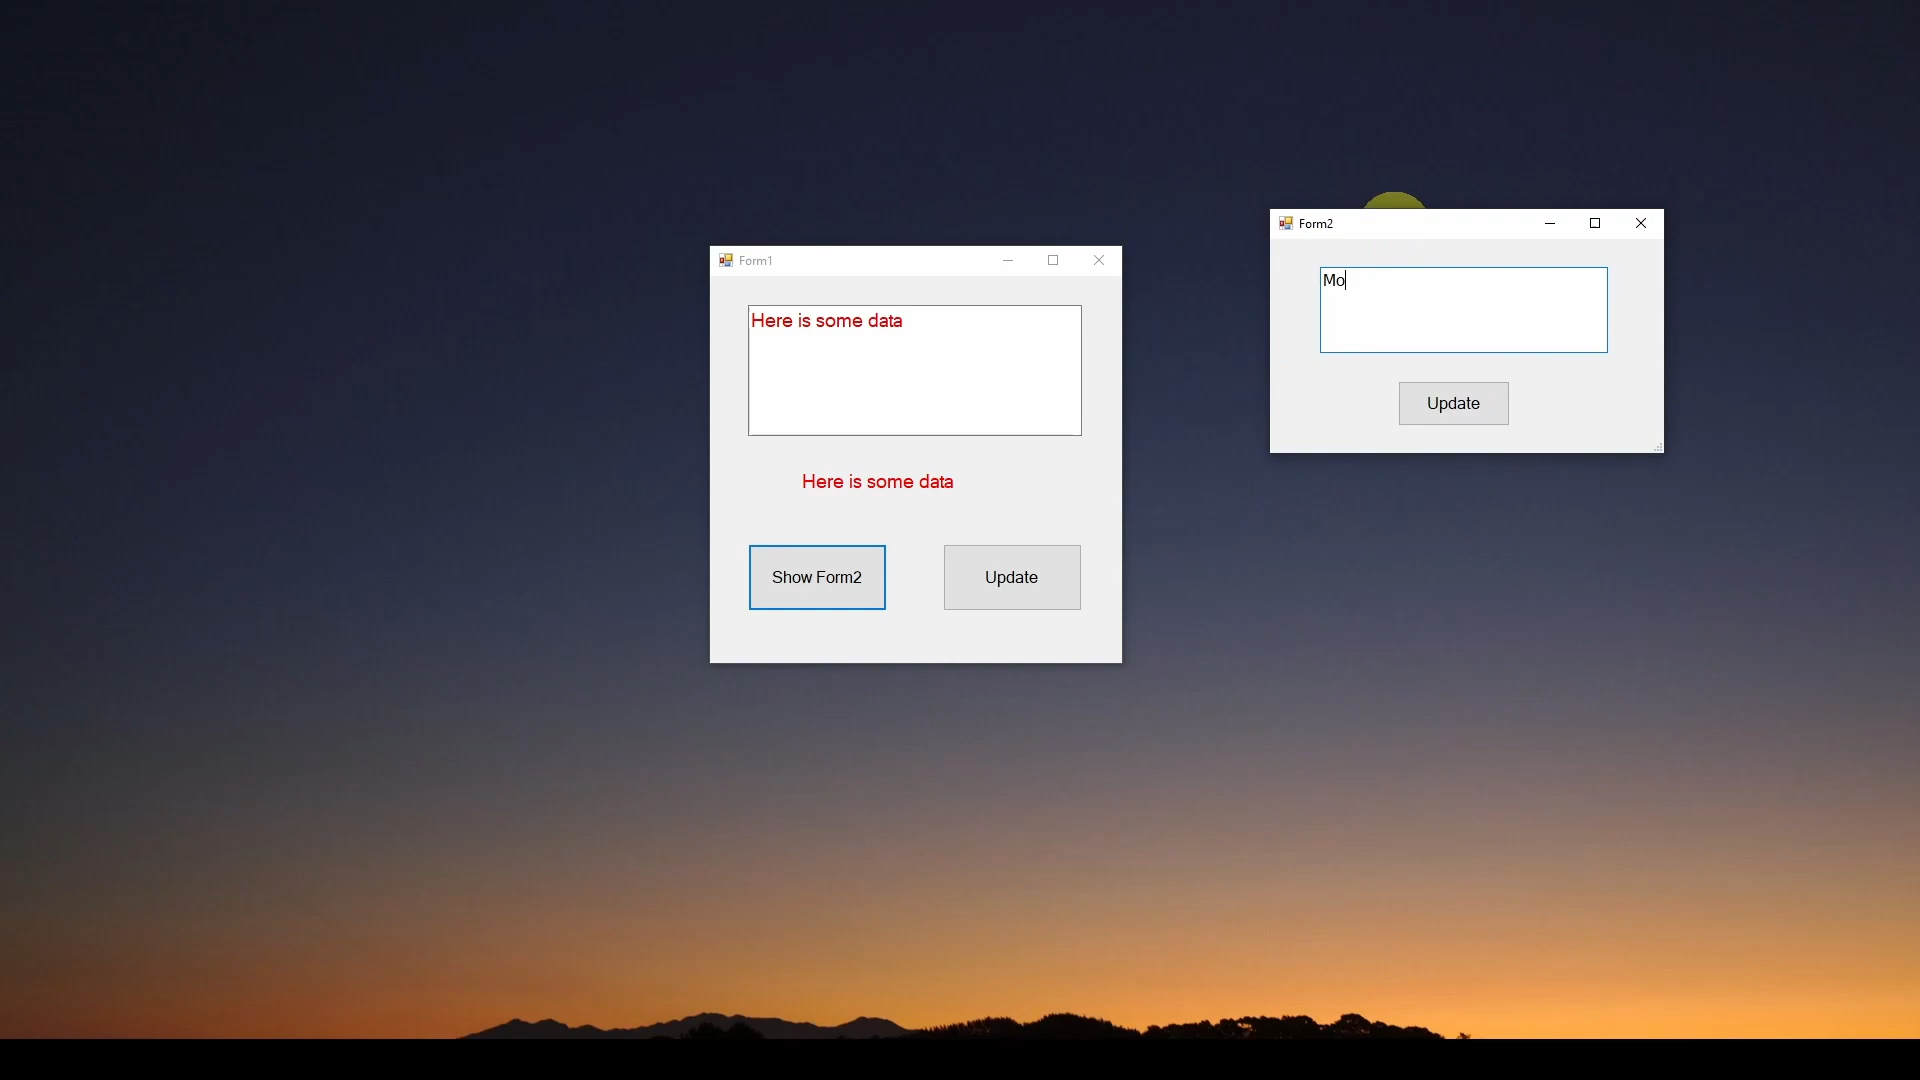 Form1
Here is some data
Here is some data
Show Form2
Update
Form2
Mo
Update